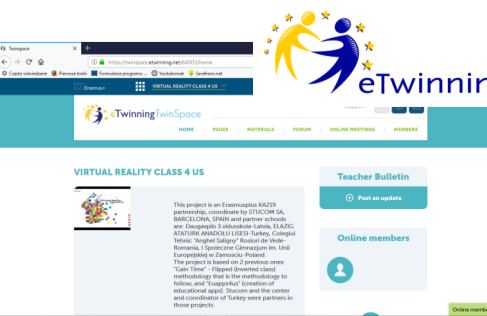 Twinspace
https://twinspace.etwinning.net/64003/home
Często odwiedzane Pierwsze kroki Formularze programu ... Youtubomat Savefrom.net
eTwinnin
Erasmus+ VIRTUAL REALITY CLASS 4 US
eTwinning TwinSpace
HOME PAGES MATERIALS FORUM ONLINE MEETINGS MEMBERS
VIRTUAL REALITY CLASS 4 US
This project is an Erasmusplus KA219
partnership, coordinate by STUCOM SA,
BARCELONA, SPAIN and partner schools
are: Daugavpils 3.vidusskola-Latvia, ELAZIG
ATATURK ANADOLU LISESI-Turkey, Colegiul
Tehnic "Anghel Saligny" Rosiori de Vede-
Romania, I Spoleczne Gimnazjum im. Unii
Europejskiej w Zamosciu-Poland.
The project is based on 2 previous ones:
"Gain Time" - Flipped (inverted class)
methodology that is the methodology to
follow, and "Euapps4us" (creation of
educational apps). Stucom and the center
and coordinator of Turkey were partners in
those projects.
Teacher Bulletin
Post an update
Online members
Online membe